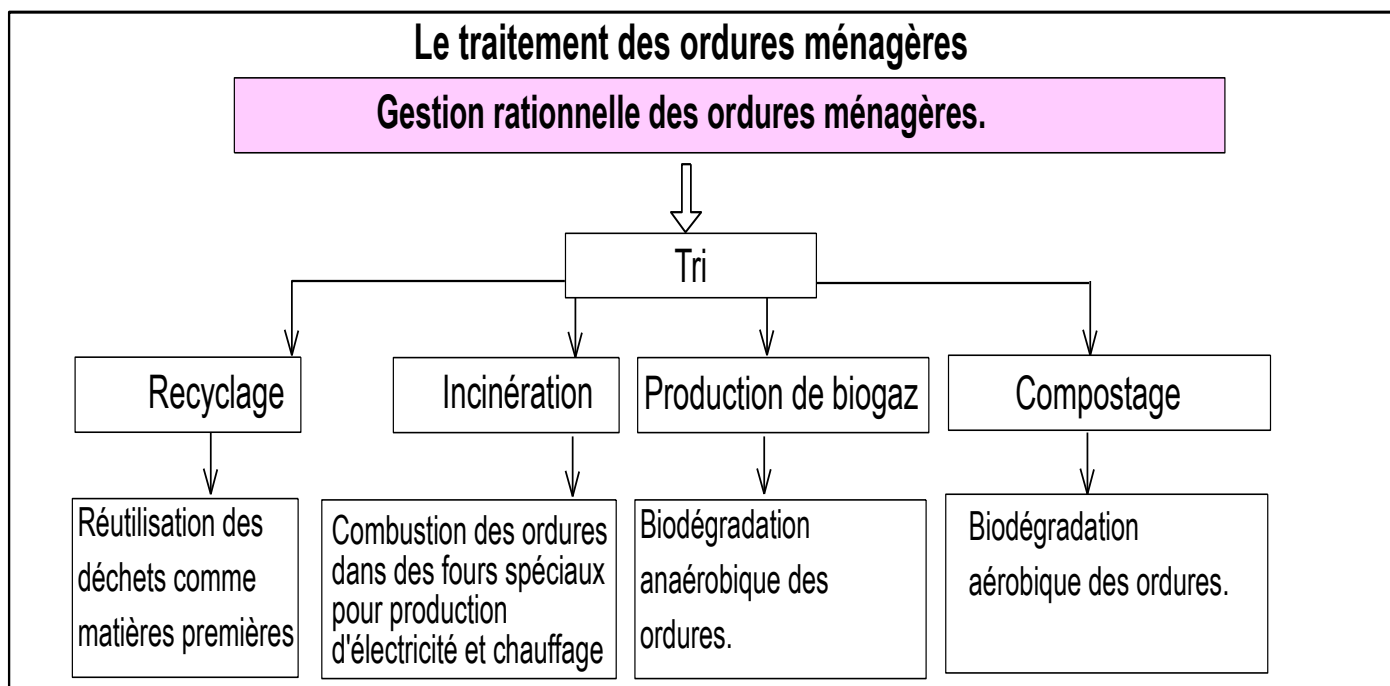 Le traitement des ordures ménagères
Gestion rationnelle des ordures ménagères.
Tri
Recyclage
Incinération
Production de biogaz
Compostage
Réutilisation des
déchets comme
matières premières
Combustion des ordures
dans des fours spéciaux
pour production
d'électricité et chauffage
Biodégradation
anaérobique des
ordures.
Biodégradation
aérobique des ordures.